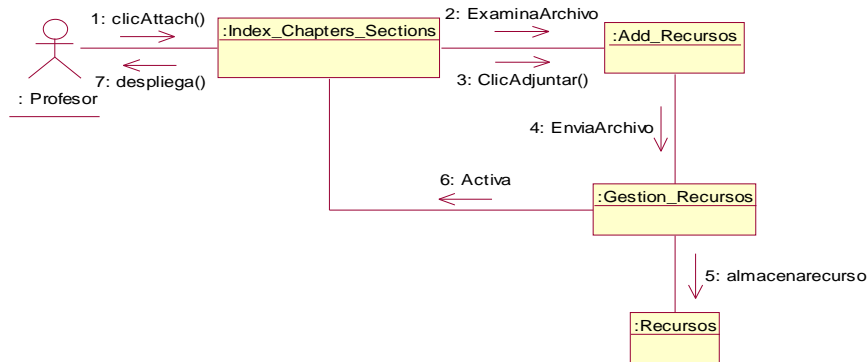 1: clicAttach()
:Index_Chapters_Sections
2: ExaminaArchivo
:Add_Recursos
7: despliega()
3: ClicAdjuntar()
: Profesor
4: EnviaArchivo
6: Activa
:Gestion_Recursos
5: almacenarecurso
:Recursos